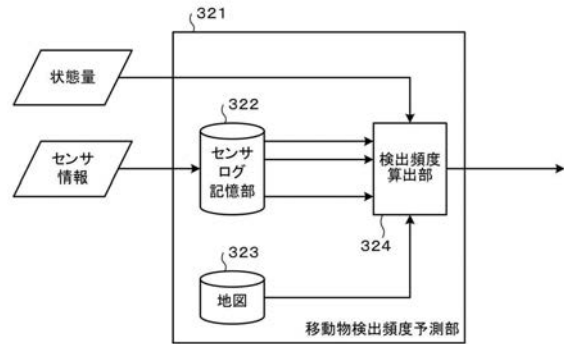 321
状態量
322
センサ
ログ
記憶部
センサ
情報
検出頻度
算出部
324
323
地図
移動物検出頻度予測部